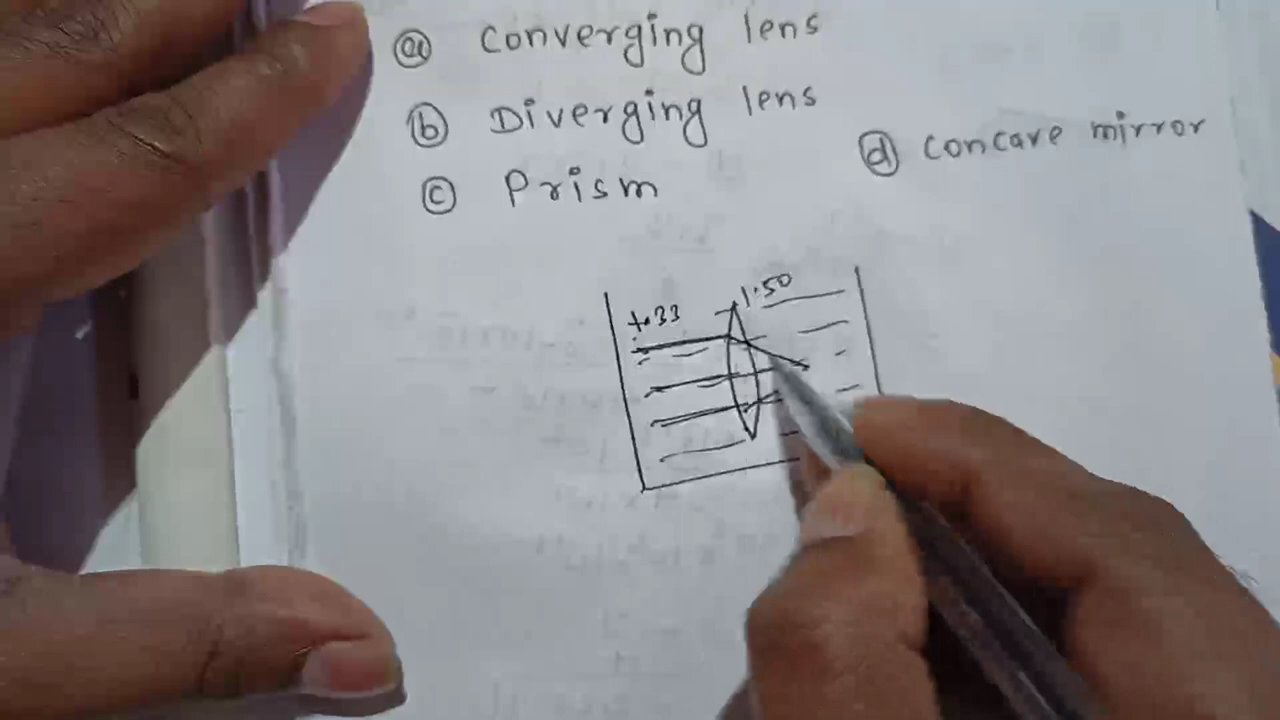 ⓐ converging lens
ⓑ Diverging lens
ⓒ Prism
ⓓ concave mirror
1.50
1.33